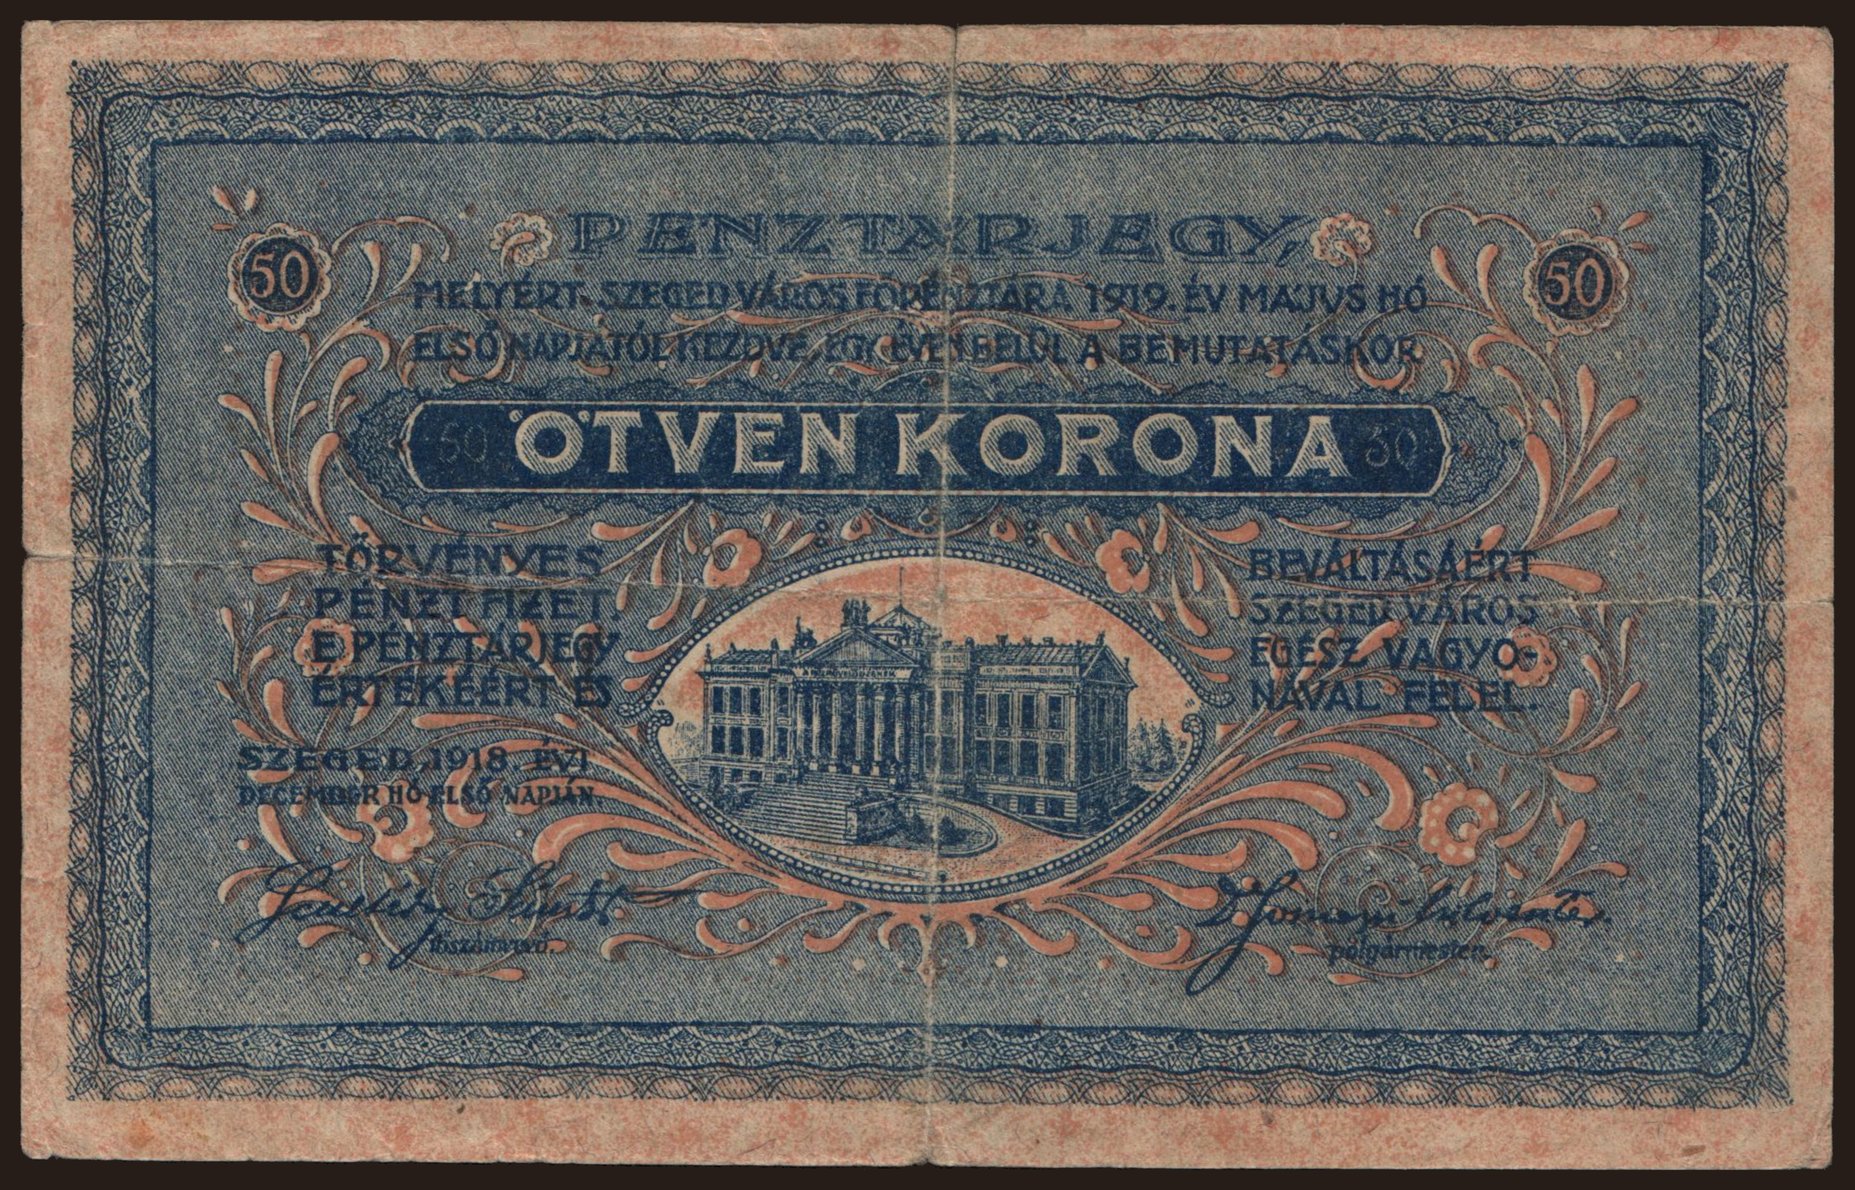 PÉNZTÁRJEGY,
50
50
MELYÉRT SZEGED VÁROS FŐPÉNZTÁRA 1919. ÉV MÁJUS HÓ
ELSŐ NAPJÁTÓL KEZDVE, EGY ÉVEN BELÜL A BEMUTATÁSKOR
50 ÖTVEN KORONA 50
TÖRVÉNYES
PÉNZT FIZET.
E PÉNZTÁRJEGY
ÉRTÉKÉÉRT ÉS
BEVÁLTÁSÁÉRT
SZEGED VÁROS
EGÉSZ VAGYO-
NÁVAL FELEL.
SZEGED, 1918. ÉVI
DECEMBER HÓ ELSŐ NAPJÁN.
főszámvevő.
polgármester.